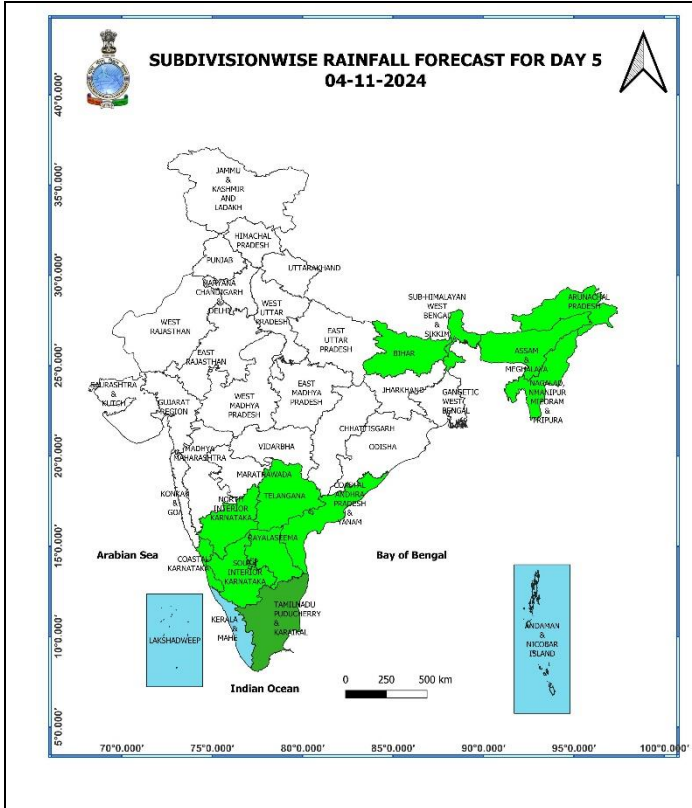 SUBDIVISIONWISE RAINFALL FORECAST FOR DAY 5
04-11-2024
40°0.000'
35°0.000'
30°0.000'
25°0.000'
20°0.000'
15°0.000'
10°0.000'
5°0.000'
JAMMU
&
KASHMIR
AND
LADAKH
HIMACHAL
PRADESH
PUNJAB
UTTARAKHAND
HARYANA
CHANDIGARH
&
DELHI
WEST
UTTAR
PRADESH
WEST
RAJASTHAN
EAST
UTTAR
PRADESH
EAST
RAJASTHAN
SUB-HIMALAYAN
WEST
BENGAL
&
SIKKIM
ARUNACHAL
PRADESH
BIHAR
ASSAM
&
MEGHALAYA
MIZORAM
&
TRIPURA
SAURASHTRA
&
KUTCH
GUJARAT
REGION
WEST
MADHYA
PRADESH
EAST
MADHYA
PRADESH
JHARKHAND
GANGETIC
WEST
BENGAL
CHHATTISGARH
ODISHA
MADHYA
MAHARASHTRA
VIDARBHA
MARATHAWADA
KONKAN
&
GOA
NORTH
INTERIOR
KARNATAKA
TELANGANA
COASTAL
ANDHRA
PRADESH
&
YANAM
RAYALASEEMA
COASTAL
KARNATAKA
SOUTH
INTERIOR
KARNATAKA
Arabian Sea
Bay of Bengal
KERALA
&
MAHE
TAMILNADU
PUDUCHERRY
&
LAKSHADWEEP
ANDAMAN
&
NICOBAR
ISLAND
Indian Ocean
0 250 500 km
70°0.000' 75°0.000' 80°0.000' 85°0.000' 90°0.000' 95°0.000' 100°0.000'